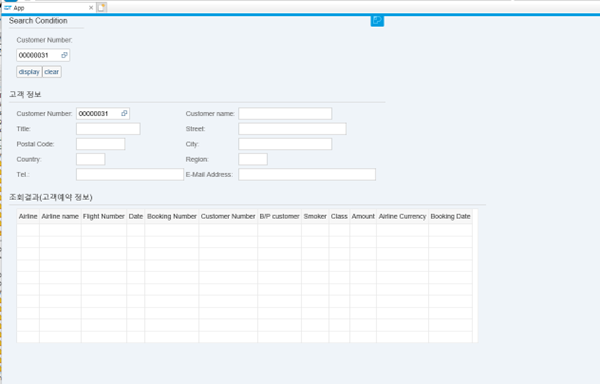 SAP App
Search Condition
Customer Number:
00000031
display clear
고객 정보
Customer Number: 00000031 Customer name:
Title: Street:
Postal Code: City:
Country: Region:
Tel.: E-Mail Address:
조회결과(고객예약 정보)
Airline Airline name Flight Number Date Booking Number Customer Number B/P customer Smoker Class Amount Airline Currency Booking Date